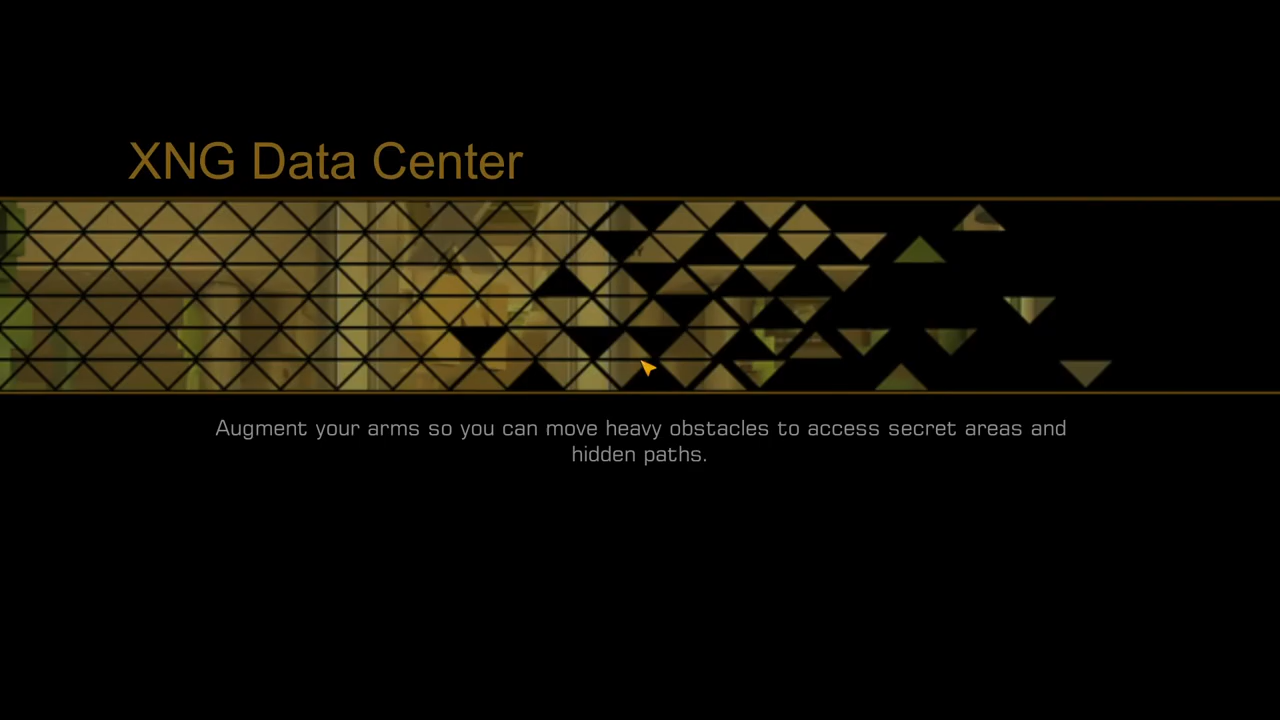 XNG Data Center
Augment your arms so you can move heavy obstacles to access secret areas and
hidden paths.